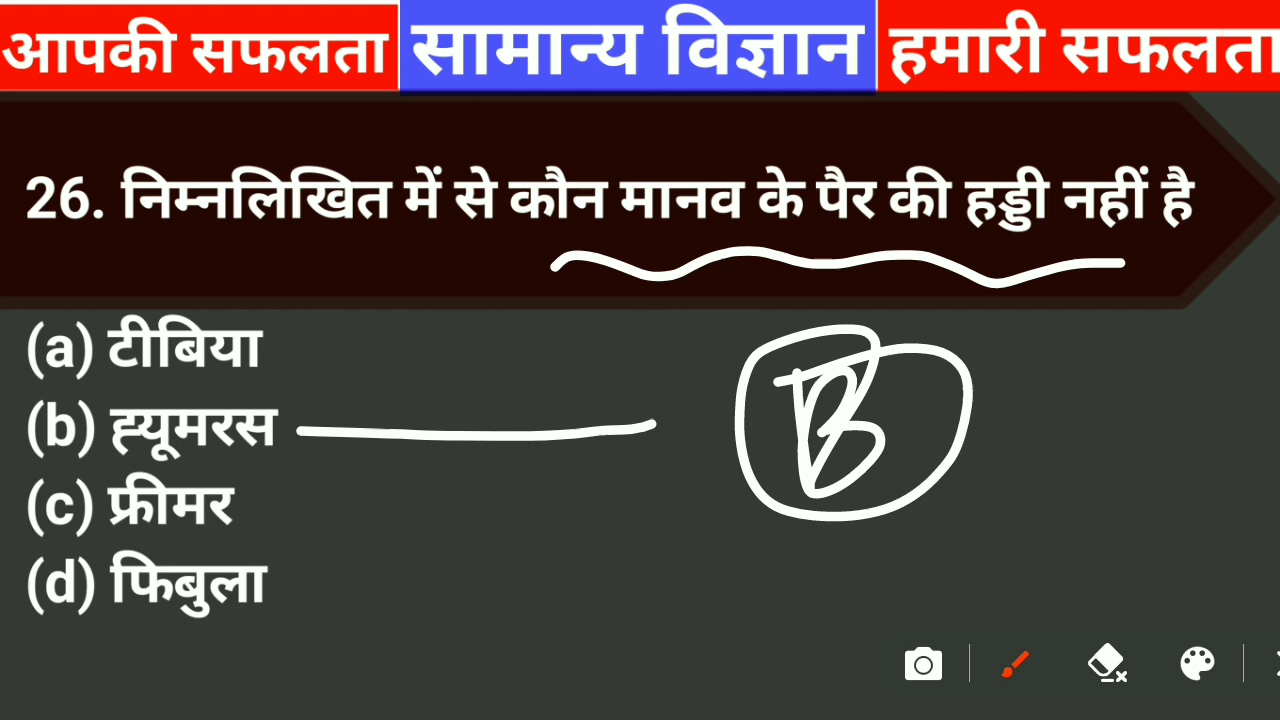 आपकी सफलता सामान्य विज्ञान हमारी सफलता
26. निम्नलिखित में से कौन मानव के पैर की हड्डी नहीं है
(a) टीबिया
(b) ह्यूमरस
B
(c) फ्रीमर
(d) फिबुला